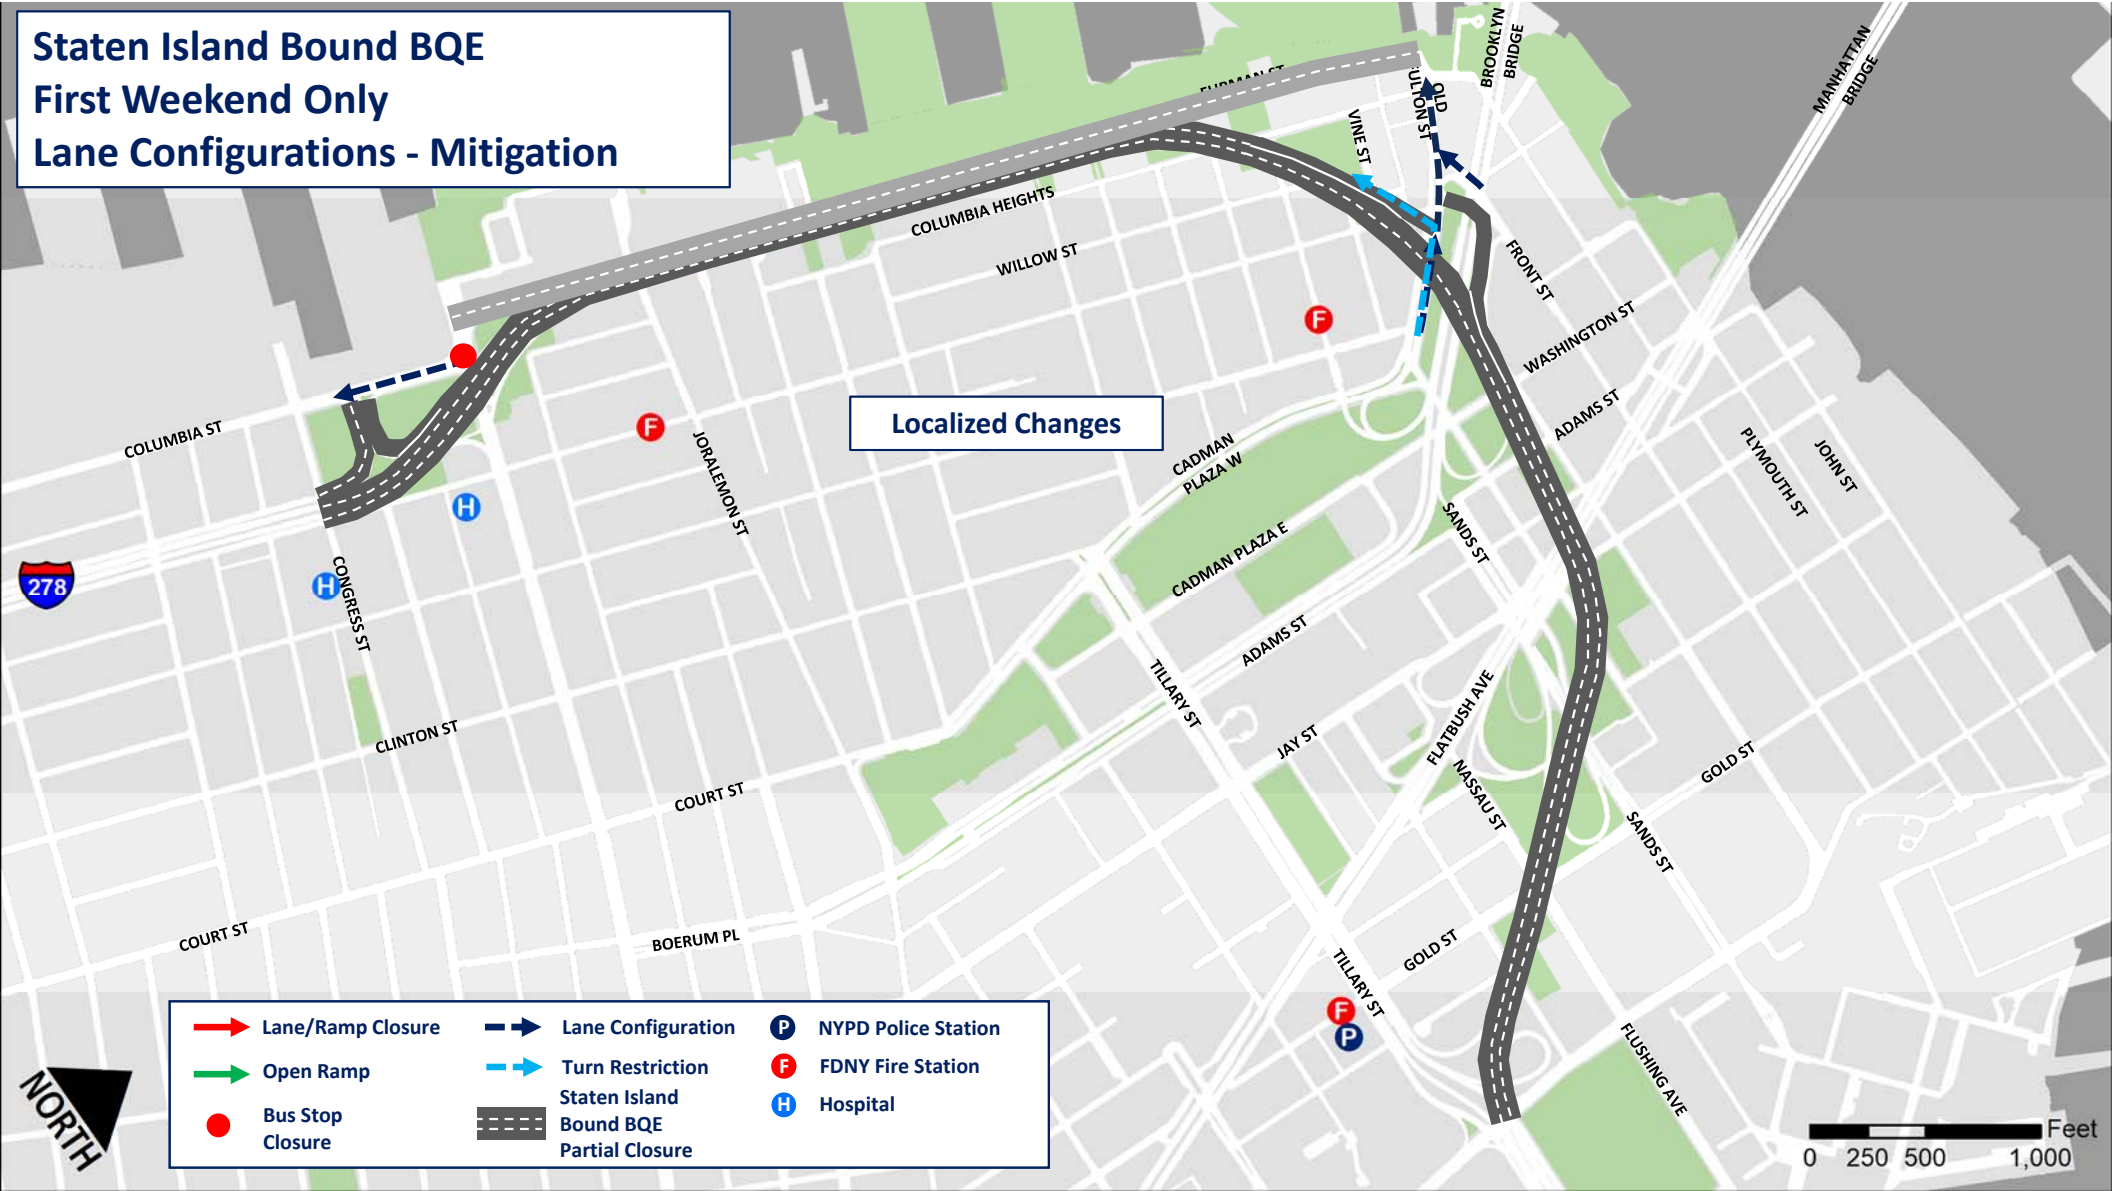 Staten Island Bound BQE
First Weekend Only
Lane Configurations - Mitigation
BROOKLYN
BRIDGE
MANHATTAN
BRIDGE
OLD
VINE ST
COLUMBIA HEIGHTS
WILLOW ST
FRONT ST
WASHINGTON ST
ADAMS ST
PLYMOUTH ST
JOHN ST
Localized Changes
COLUMBIA ST
JORALEMON ST
CADMAN
PLAZA W
CADMAN PLAZA E
SANDS ST
278
CONGRESS ST
H
H
F
F
ADAMS ST
TILLARY ST
CLINTON ST
COURT ST
JAY ST
FLATBUSH AVE
NASSAU ST
GOLD ST
SANDS ST
COURT ST
BOERUM PL
GOLD ST
TILLARY ST
F
P
FLUSHING AVE
Lane/Ramp Closure
Open Ramp
Bus Stop
Closure
Lane Configuration
Turn Restriction
Staten Island
Bound BQE
Partial Closure
P NYPD Police Station
F FDNY Fire Station
H Hospital
NORTH
Feet
0 250 500 1,000